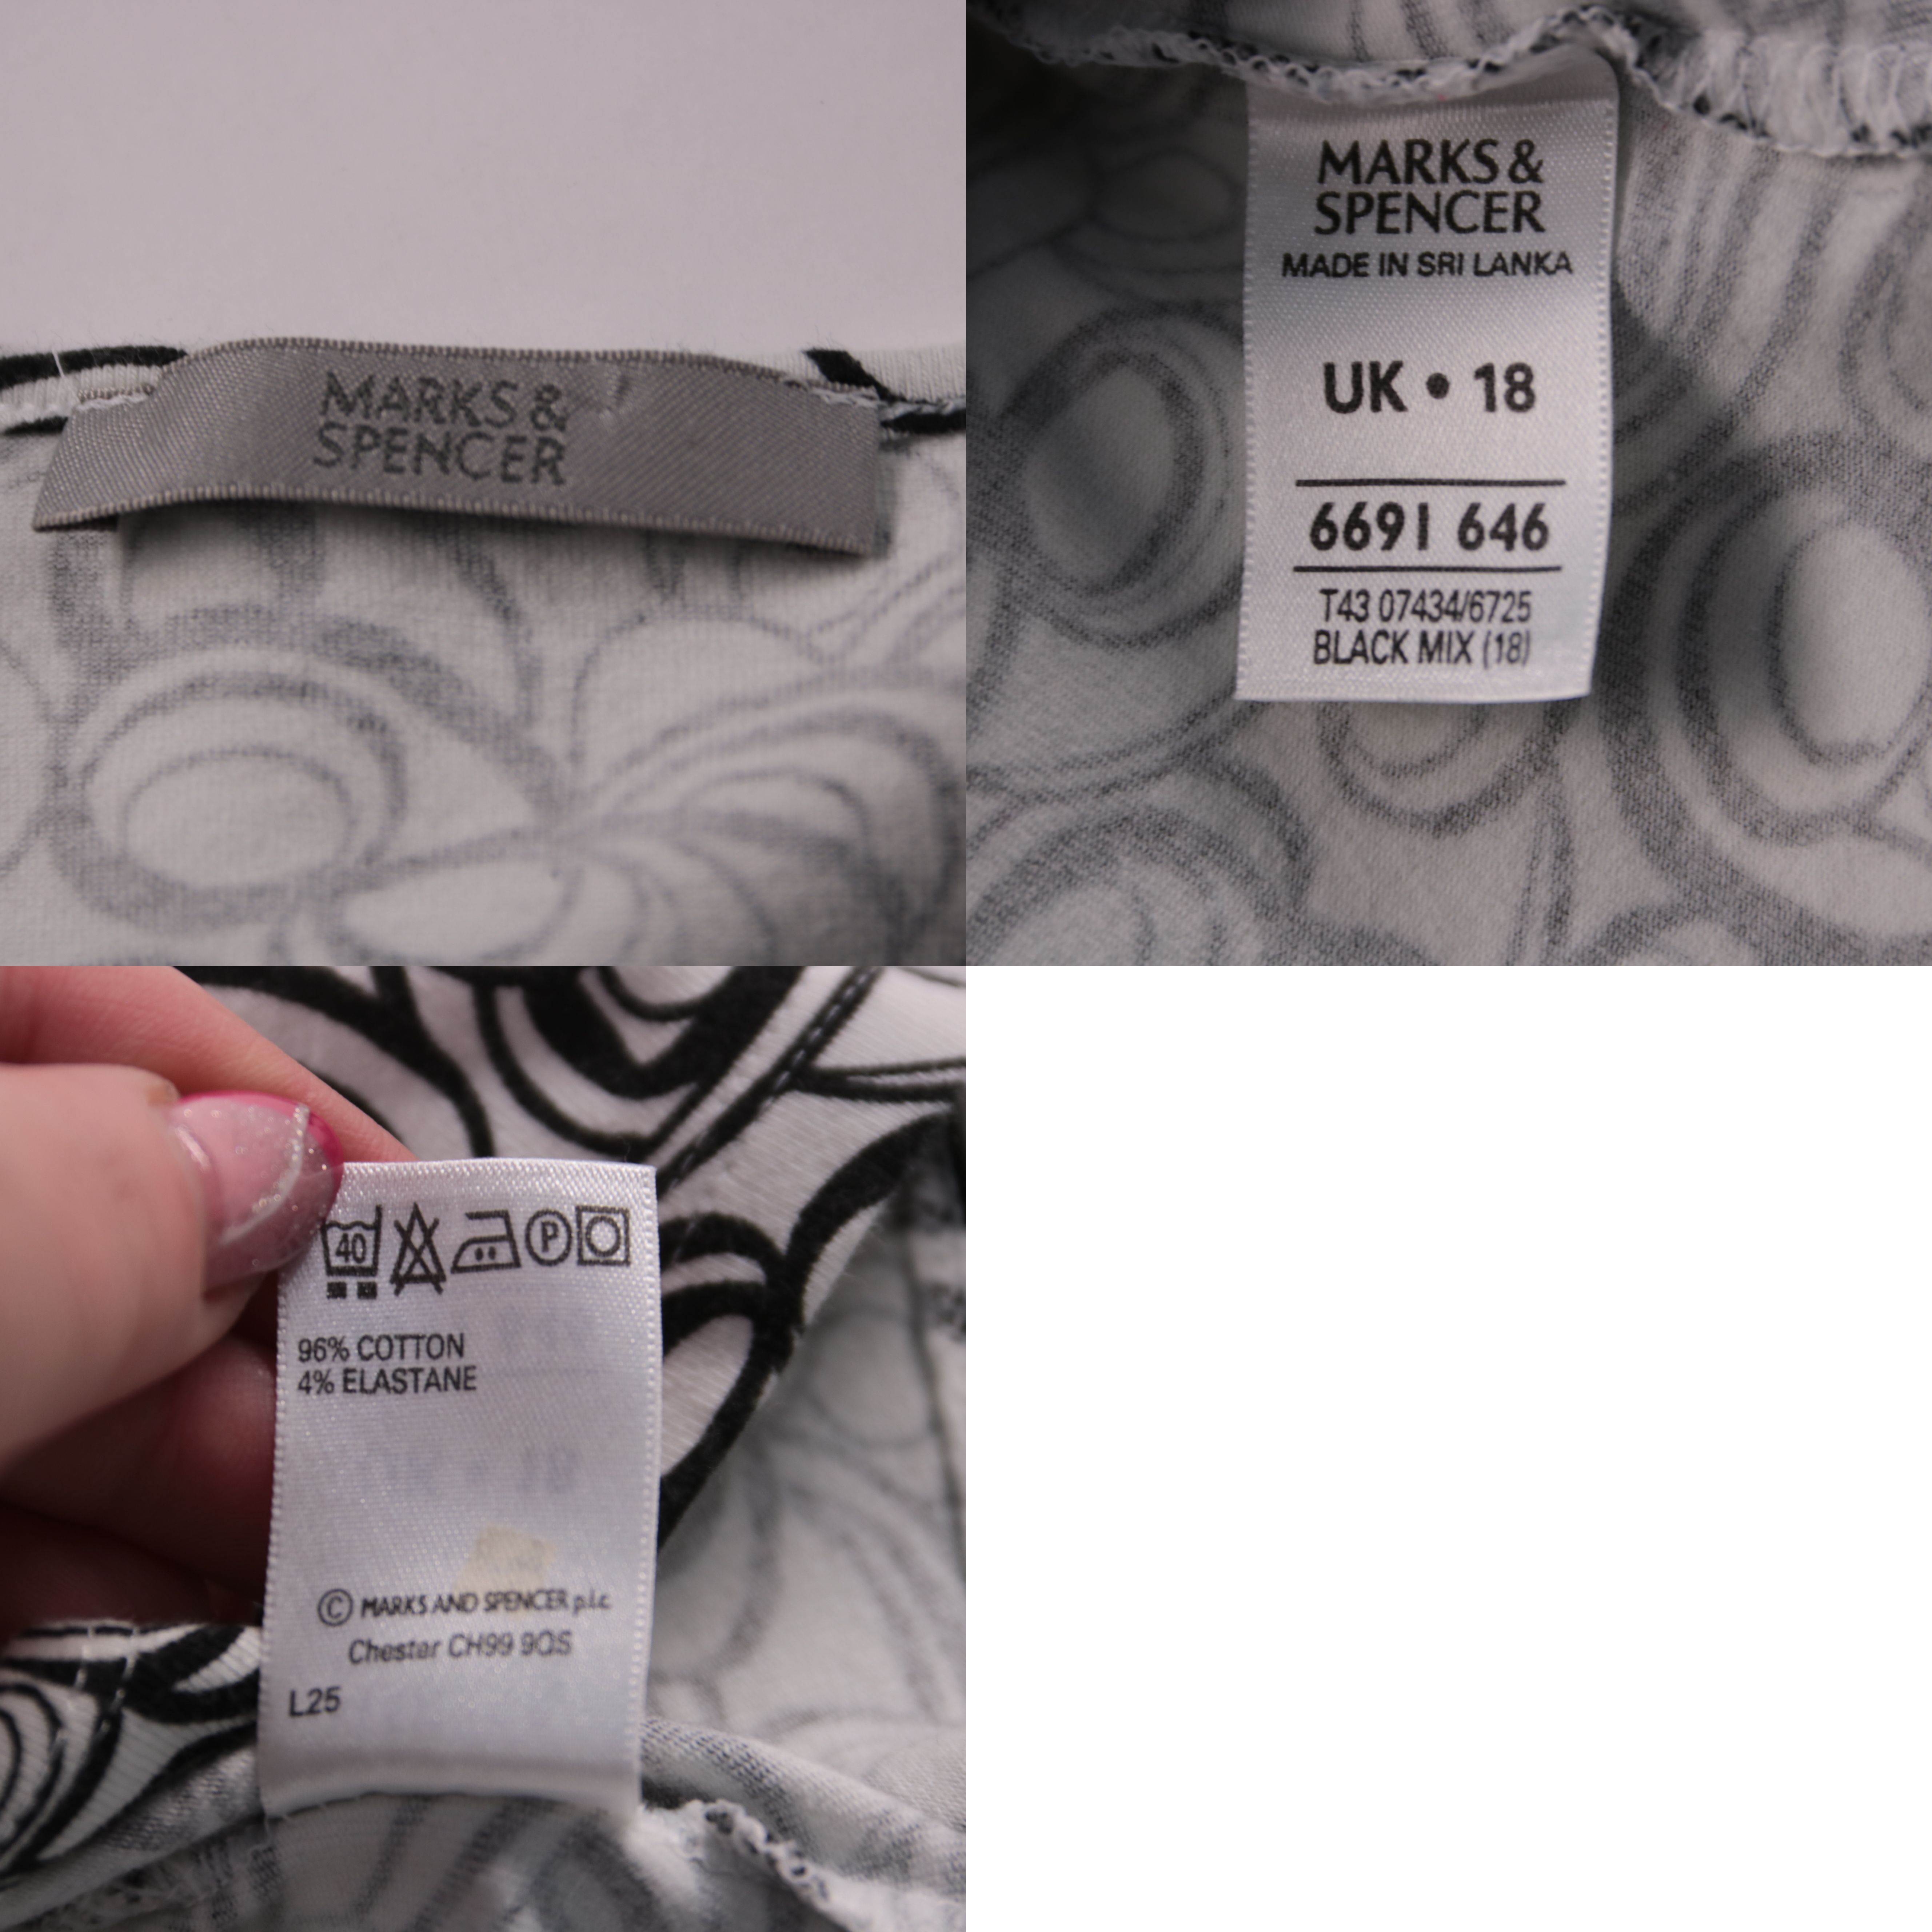 MARKS &
SPENCER
MARKS &
SPENCER
MADE IN SRI LANKA
UK • 18
6691 646
T43 07434/6725
BLACK MIX (18)
40
P
96% COTTON
4% ELASTANE
© MARKS AND SPENCER p.l.c.
Chester CH99 9QS
L25